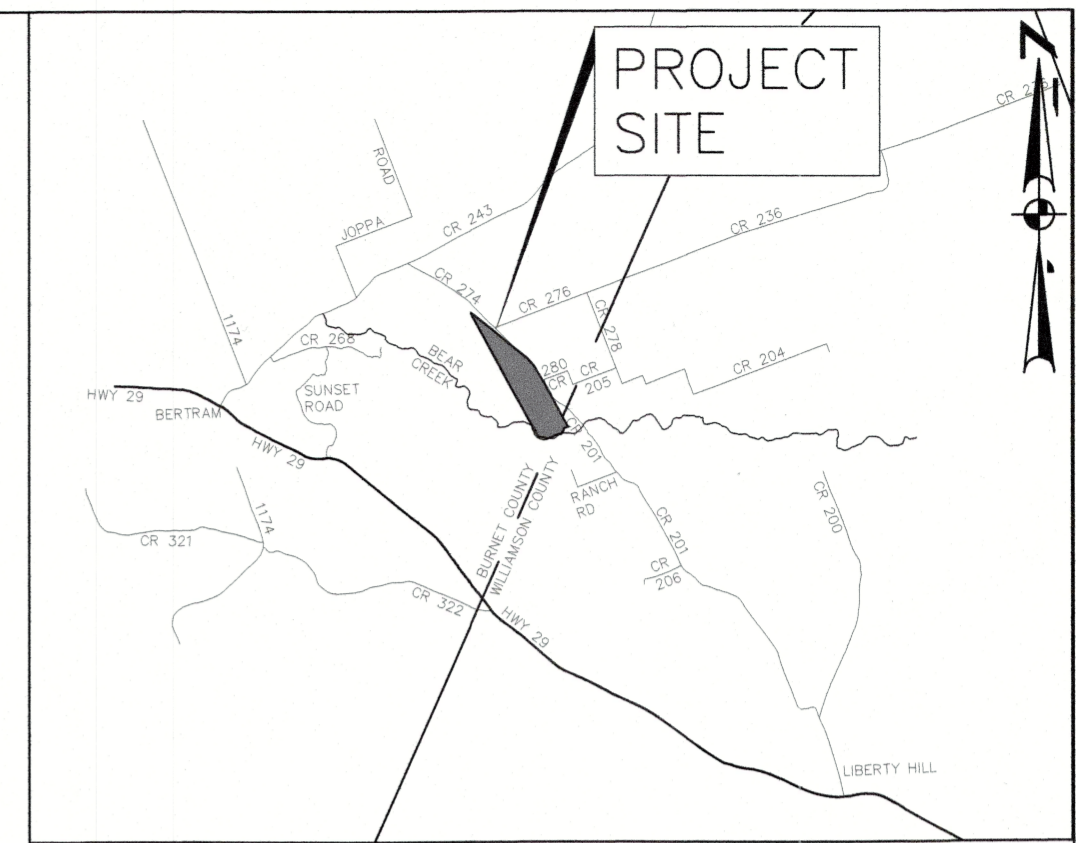 PROJECT
SITE
N
ROAD
JOPPA
CR 243
CR 236
CR 274
CR 276
CR 278
1174
CR 268
BEAR
CREEK
280
CR
CR
205
CR 204
HWY 29
BERTRAM
SUNSET
ROAD
CR 201
HWY 29
RANCH
RD
BURNET COUNTY
WILLIAMSON COUNTY
CR 200
1174
CR 321
CR 201
CR
206
CR 322
HWY 29
LIBERTY HILL